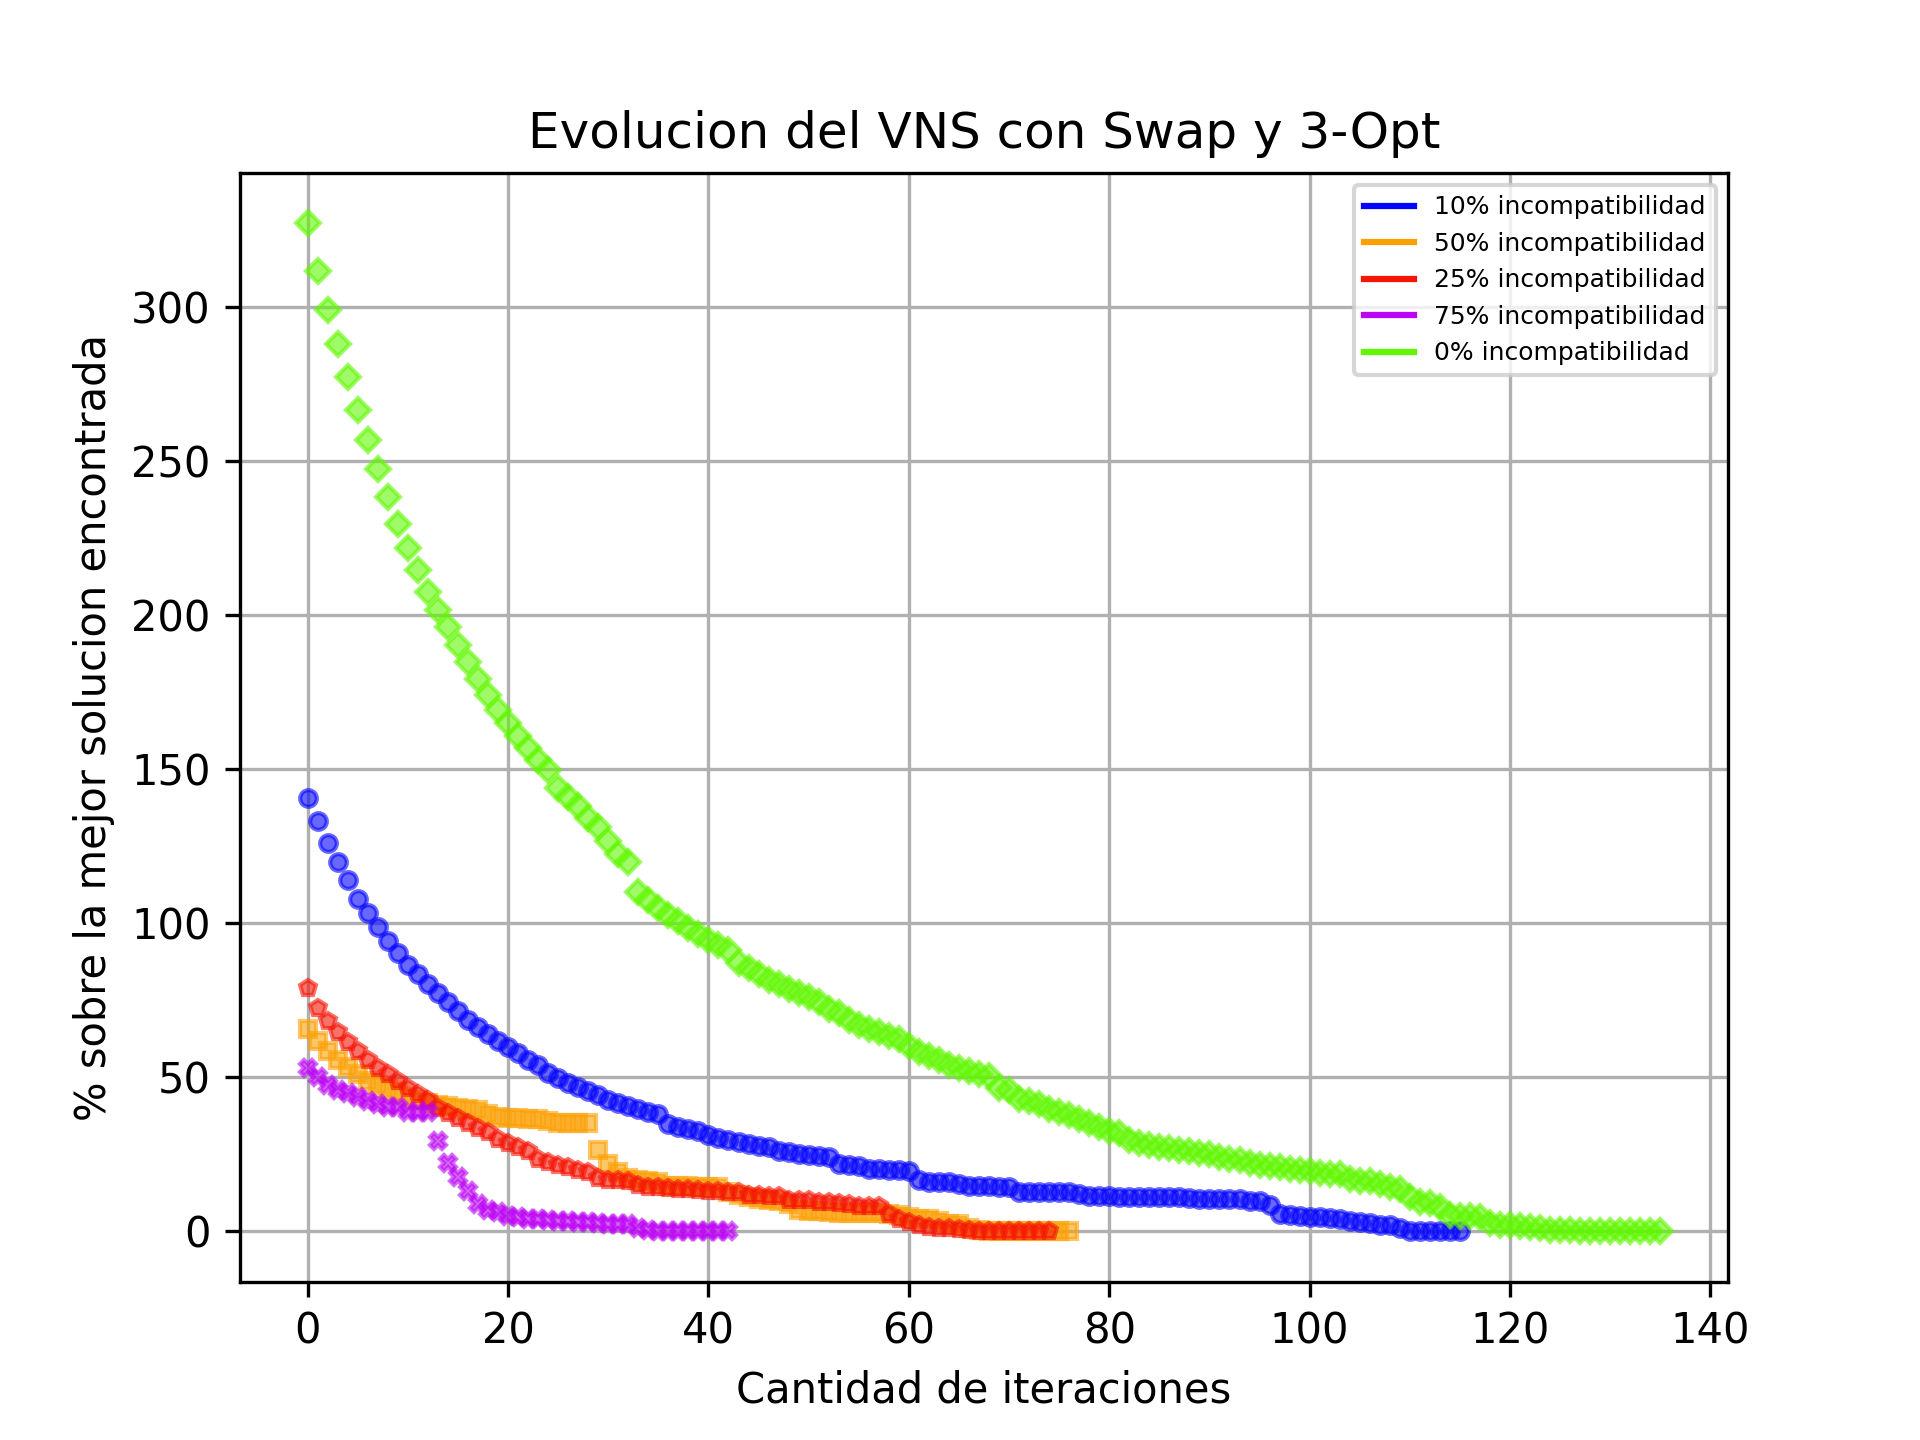 Evolucion del VNS con Swap y 3-Opt
10% incompatibilidad
50% incompatibilidad
25% incompatibilidad
75% incompatibilidad
0% incompatibilidad
% sobre la mejor solucion encontrada
300
250
200
150
100
50
0
0 20 40 60 80 100 120 140
Cantidad de iteraciones